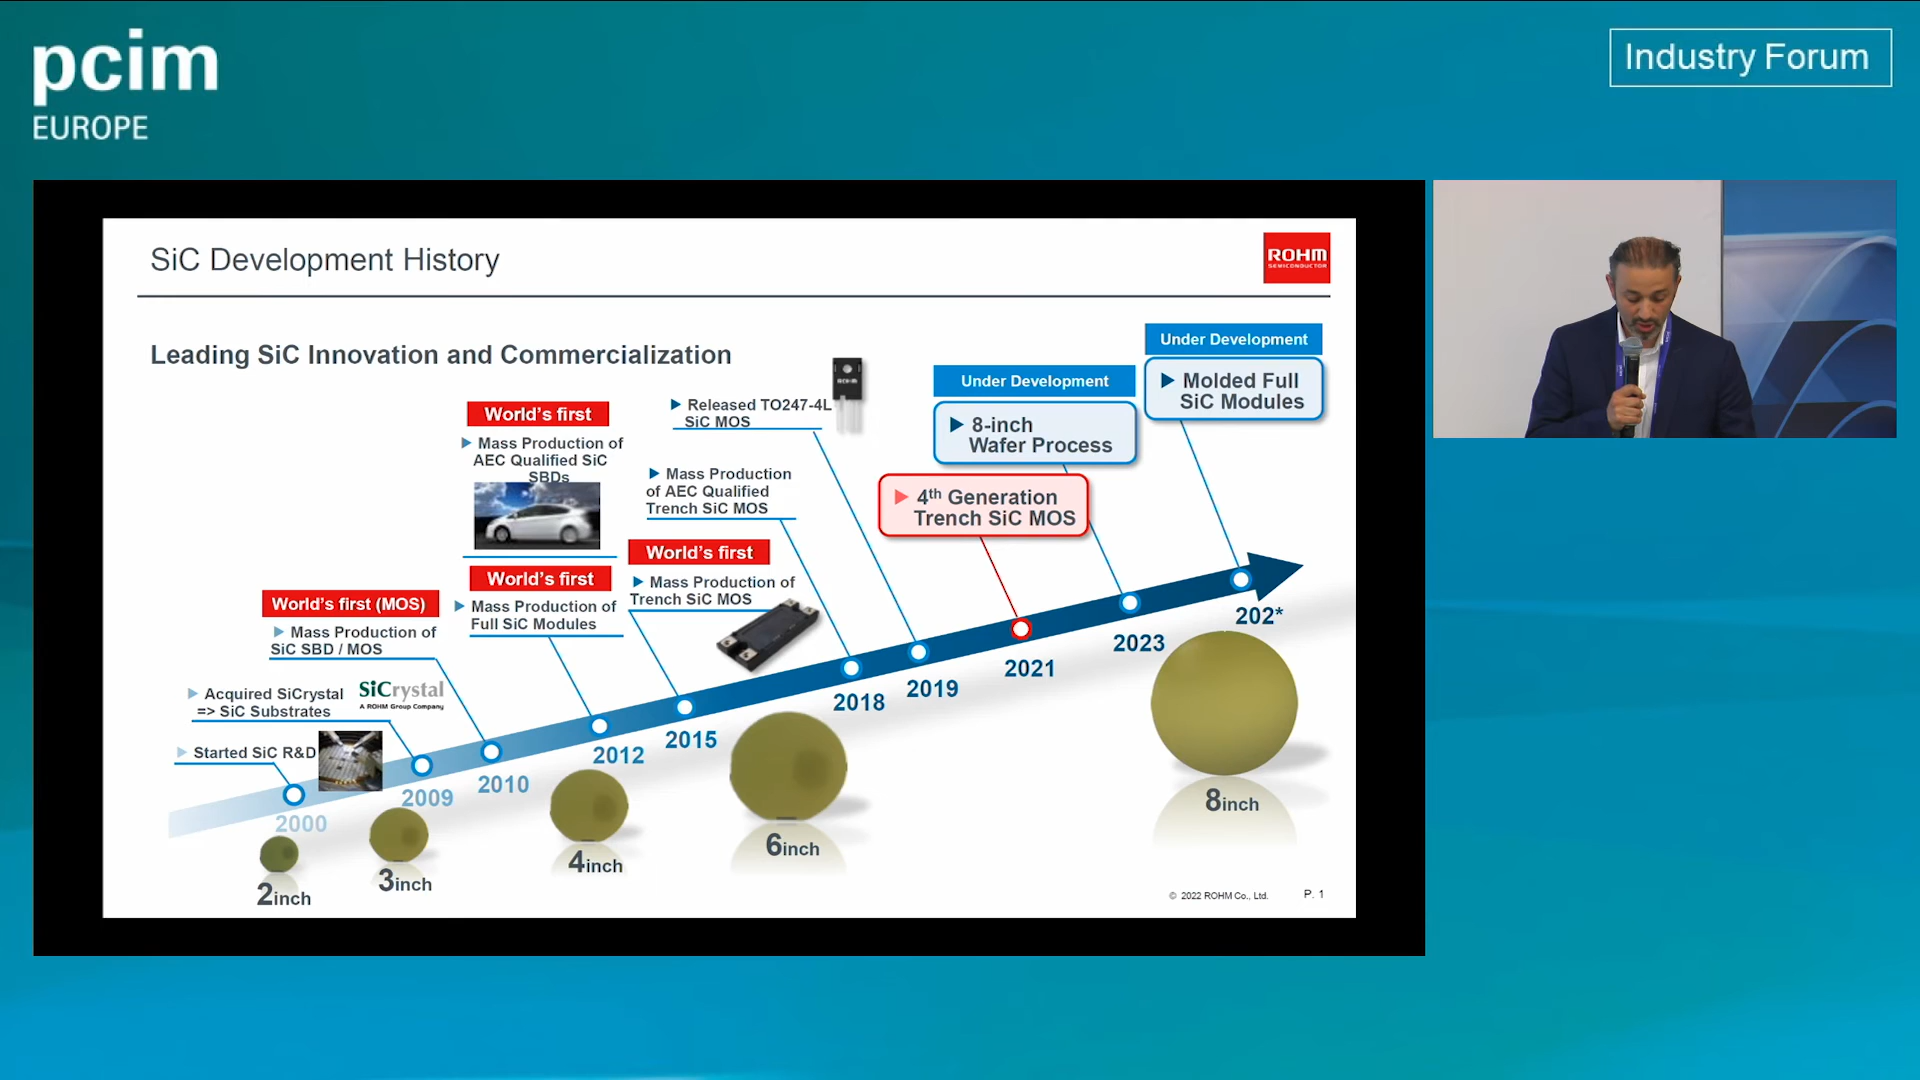 pcim
EUROPE
Industry Forum
SiC Development History
ROHM
SEMICONDUCTOR
Leading SiC Innovation and Commercialization
Under Development
Molded Full
SiC Modules
Under Development
8-inch
Wafer Process
4th Generation
Trench SiC MOS
Released TO247-4L
SiC MOS
ROHM
World's first
Mass Production of
AEC Qualified SiC
SBDs
Mass Production
of AEC Qualified
Trench SiC MOS
World's first
Mass Production of
Trench SiC MOS
World's first
Mass Production of
Full SiC Modules
World's first (MOS)
Mass Production of
SiC SBD / MOS
Acquired SiCrystal
=> SiC Substrates
SiCrystal
A ROHM Group Company
Started SiC R&D
2000
2009
2010
2012
2015
2018
2019
2021
2023
202*
2inch
3inch
4inch
6inch
8inch
© 2022 ROHM Co., Ltd.
P. 1